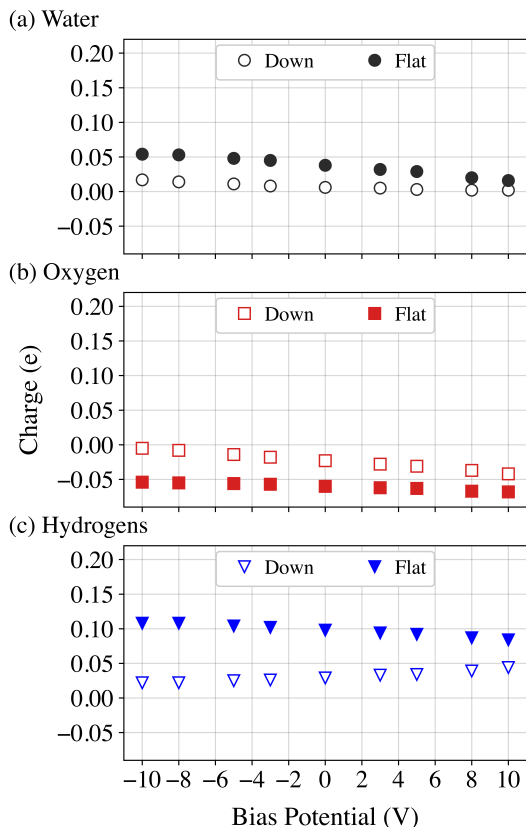 (a) Water
Down Flat
0.20
0.15
0.10
0.05
0.00
−0.05
(b) Oxygen
Down Flat
0.20
0.15
0.10
0.05
0.00
−0.05
Charge (e)
(c) Hydrogens
Down Flat
0.20
0.15
0.10
0.05
0.00
−0.05
−10 −8 −6 −4 −2 0 2 4 6 8 10
Bias Potential (V)